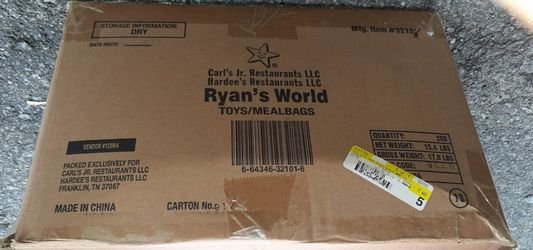 STORAGE INFORMATION:
DRY
DATE REC'D
Mfg. Item #32101
Carl's Jr. Restaurants LLC
Hardee's Restaurants LLC
Ryan's World
TOYS/MEALBAGS
6-64346-32101-6
VENDOR #12984
PACKED EXCLUSIVELY FOR
CARL'S JR. RESTAURANTS LLC
HARDEE'S RESTAURANTS LLC
FRANKLIN, TN 37067
MADE IN CHINA
CARTON No.
QUANTITY: 200
NET WEIGHT: 15.4 LBS
GROSS WEIGHT: 17.8 LBS
CODE:
5